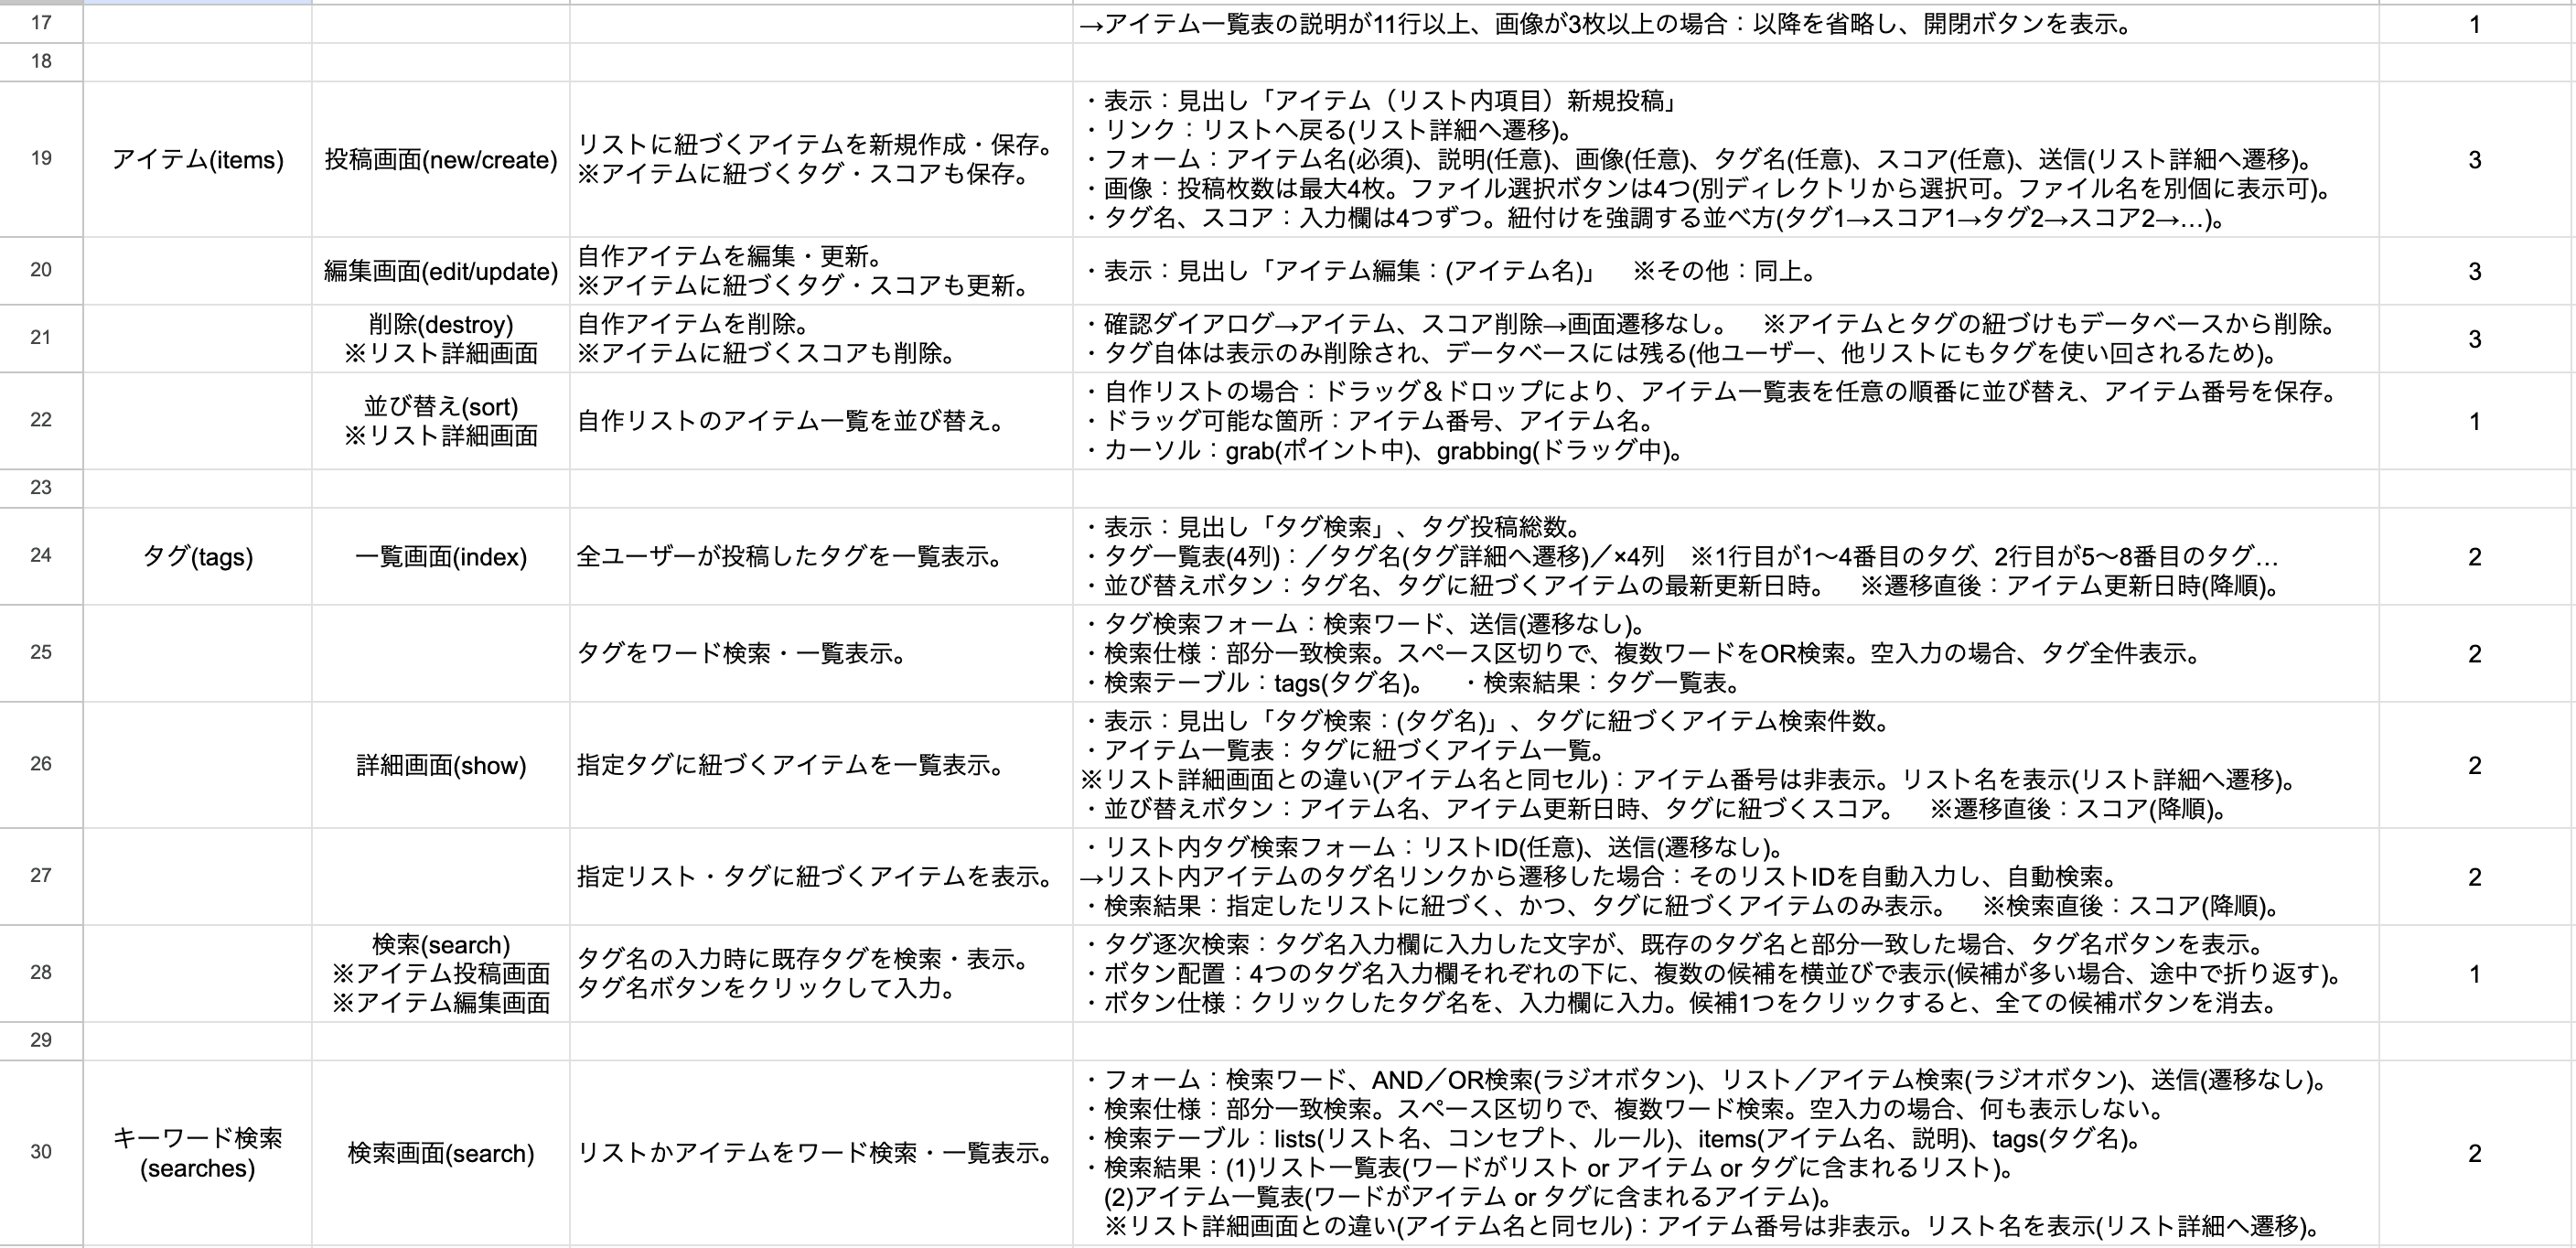 17
→アイテム一覧表の説明が11行以上、画像が3枚以上の場合：以降を省略し、開閉ボタンを表示。
1
18
19
アイテム(items)
投稿画面(new/create)
リストに紐づくアイテムを新規作成・保存。
※アイテムに紐づくタグ・スコアも保存。
・表示：見出し「アイテム（リスト内項目）新規投稿」
・リンク：リストへ戻る(リスト詳細へ遷移)。
・フォーム：アイテム名(必須)、説明(任意)、画像(任意)、タグ名(任意)、スコア(任意)、送信(リスト詳細へ遷移)。
・画像：投稿枚数は最大4枚。ファイル選択ボタンは4つ(別ディレクトリから選択可。ファイル名を別個に表示可)。
・タグ名、スコア：入力欄は4つずつ。紐付けを強調する並べ方(タグ1→スコア1→タグ2→スコア2→…)。
3
20
編集画面(edit/update)
自作アイテムを編集・更新。
※アイテムに紐づくタグ・スコアも更新。
・表示：見出し「アイテム編集：(アイテム名)」　※その他：同上。
3
21
削除(destroy)
※リスト詳細画面
自作アイテムを削除。
※アイテムに紐づくスコアも削除。
・確認ダイアログ→アイテム、スコア削除→画面遷移なし。　※アイテムとタグの紐づけもデータベースから削除。
・タグ自体は表示のみ削除され、データベースには残る(他ユーザー、他リストにもタグを使い回されるため)。
3
22
並び替え(sort)
※リスト詳細画面
自作リストのアイテム一覧を並び替え。
・自作リストの場合：ドラッグ＆ドロップにより、アイテム一覧表を任意の順番に並び替え、アイテム番号を保存。
・ドラッグ可能な箇所：アイテム番号、アイテム名。
・カーソル：grab(ポイント中)、grabbing(ドラッグ中)。
1
23
24
タグ(tags)
一覧画面(index)
全ユーザーが投稿したタグを一覧表示。
・表示：見出し「タグ検索」、タグ投稿総数。
・タグ一覧表(4列)：／タグ名(タグ詳細へ遷移)／×4列　※1行目が1〜4番目のタグ、2行目が5〜8番目のタグ…
・並び替えボタン：タグ名、タグに紐づくアイテムの最新更新日時。　※遷移直後：アイテム更新日時(降順)。
2
25
タグをワード検索・一覧表示。
・タグ検索フォーム：検索ワード、送信(遷移なし)。
・検索仕様：部分一致検索。スペース区切りで、複数ワードをOR検索。空入力の場合、タグ全件表示。
・検索テーブル：tags(タグ名)。　・検索結果：タグ一覧表。
2
26
詳細画面(show)
指定タグに紐づくアイテムを一覧表示。
・表示：見出し「タグ検索：(タグ名)」、タグに紐づくアイテム検索件数。
・アイテム一覧表：タグに紐づくアイテム一覧。
※リスト詳細画面との違い(アイテム名と同セル)：アイテム番号は非表示。リスト名を表示(リスト詳細へ遷移)。
・並び替えボタン：アイテム名、アイテム更新日時、タグに紐づくスコア。　※遷移直後：スコア(降順)。
2
27
指定リスト・タグに紐づくアイテムを表示。
・リスト内タグ検索フォーム：リストID(任意)、送信(遷移なし)。
→リスト内アイテムのタグ名リンクから遷移した場合：そのリストIDを自動入力し、自動検索。
・検索結果：指定したリストに紐づく、かつ、タグに紐づくアイテムのみ表示。　※検索直後：スコア(降順)。
2
28
検索(search)
※アイテム投稿画面
※アイテム編集画面
タグ名の入力時に既存タグを検索・表示。
タグ名ボタンをクリックして入力。
・タグ逐次検索：タグ名入力欄に入力した文字が、既存のタグ名と部分一致した場合、タグ名ボタンを表示。
・ボタン配置：4つのタグ名入力欄それぞれの下に、複数の候補を横並びで表示(候補が多い場合、途中で折り返す)。
・ボタン仕様：クリックしたタグ名を、入力欄に入力。候補1つをクリックすると、全ての候補ボタンを消去。
1
29
30
キーワード検索
(searches)
検索画面(search)
リストかアイテムをワード検索・一覧表示。
・フォーム：検索ワード、AND／OR検索(ラジオボタン)、リスト／アイテム検索(ラジオボタン)、送信(遷移なし)。
・検索仕様：部分一致検索。スペース区切りで、複数ワード検索。空入力の場合、何も表示しない。
・検索テーブル：lists(リスト名、コンセプト、ルール)、items(アイテム名、説明)、tags(タグ名)。
・検索結果：(1)リスト一覧表(ワードがリスト or アイテム or タグに含まれるリスト)。
(2)アイテム一覧表(ワードがアイテム or タグに含まれるアイテム)。
※リスト詳細画面との違い(アイテム名と同セル)：アイテム番号は非表示。リスト名を表示(リスト詳細へ遷移)。
2